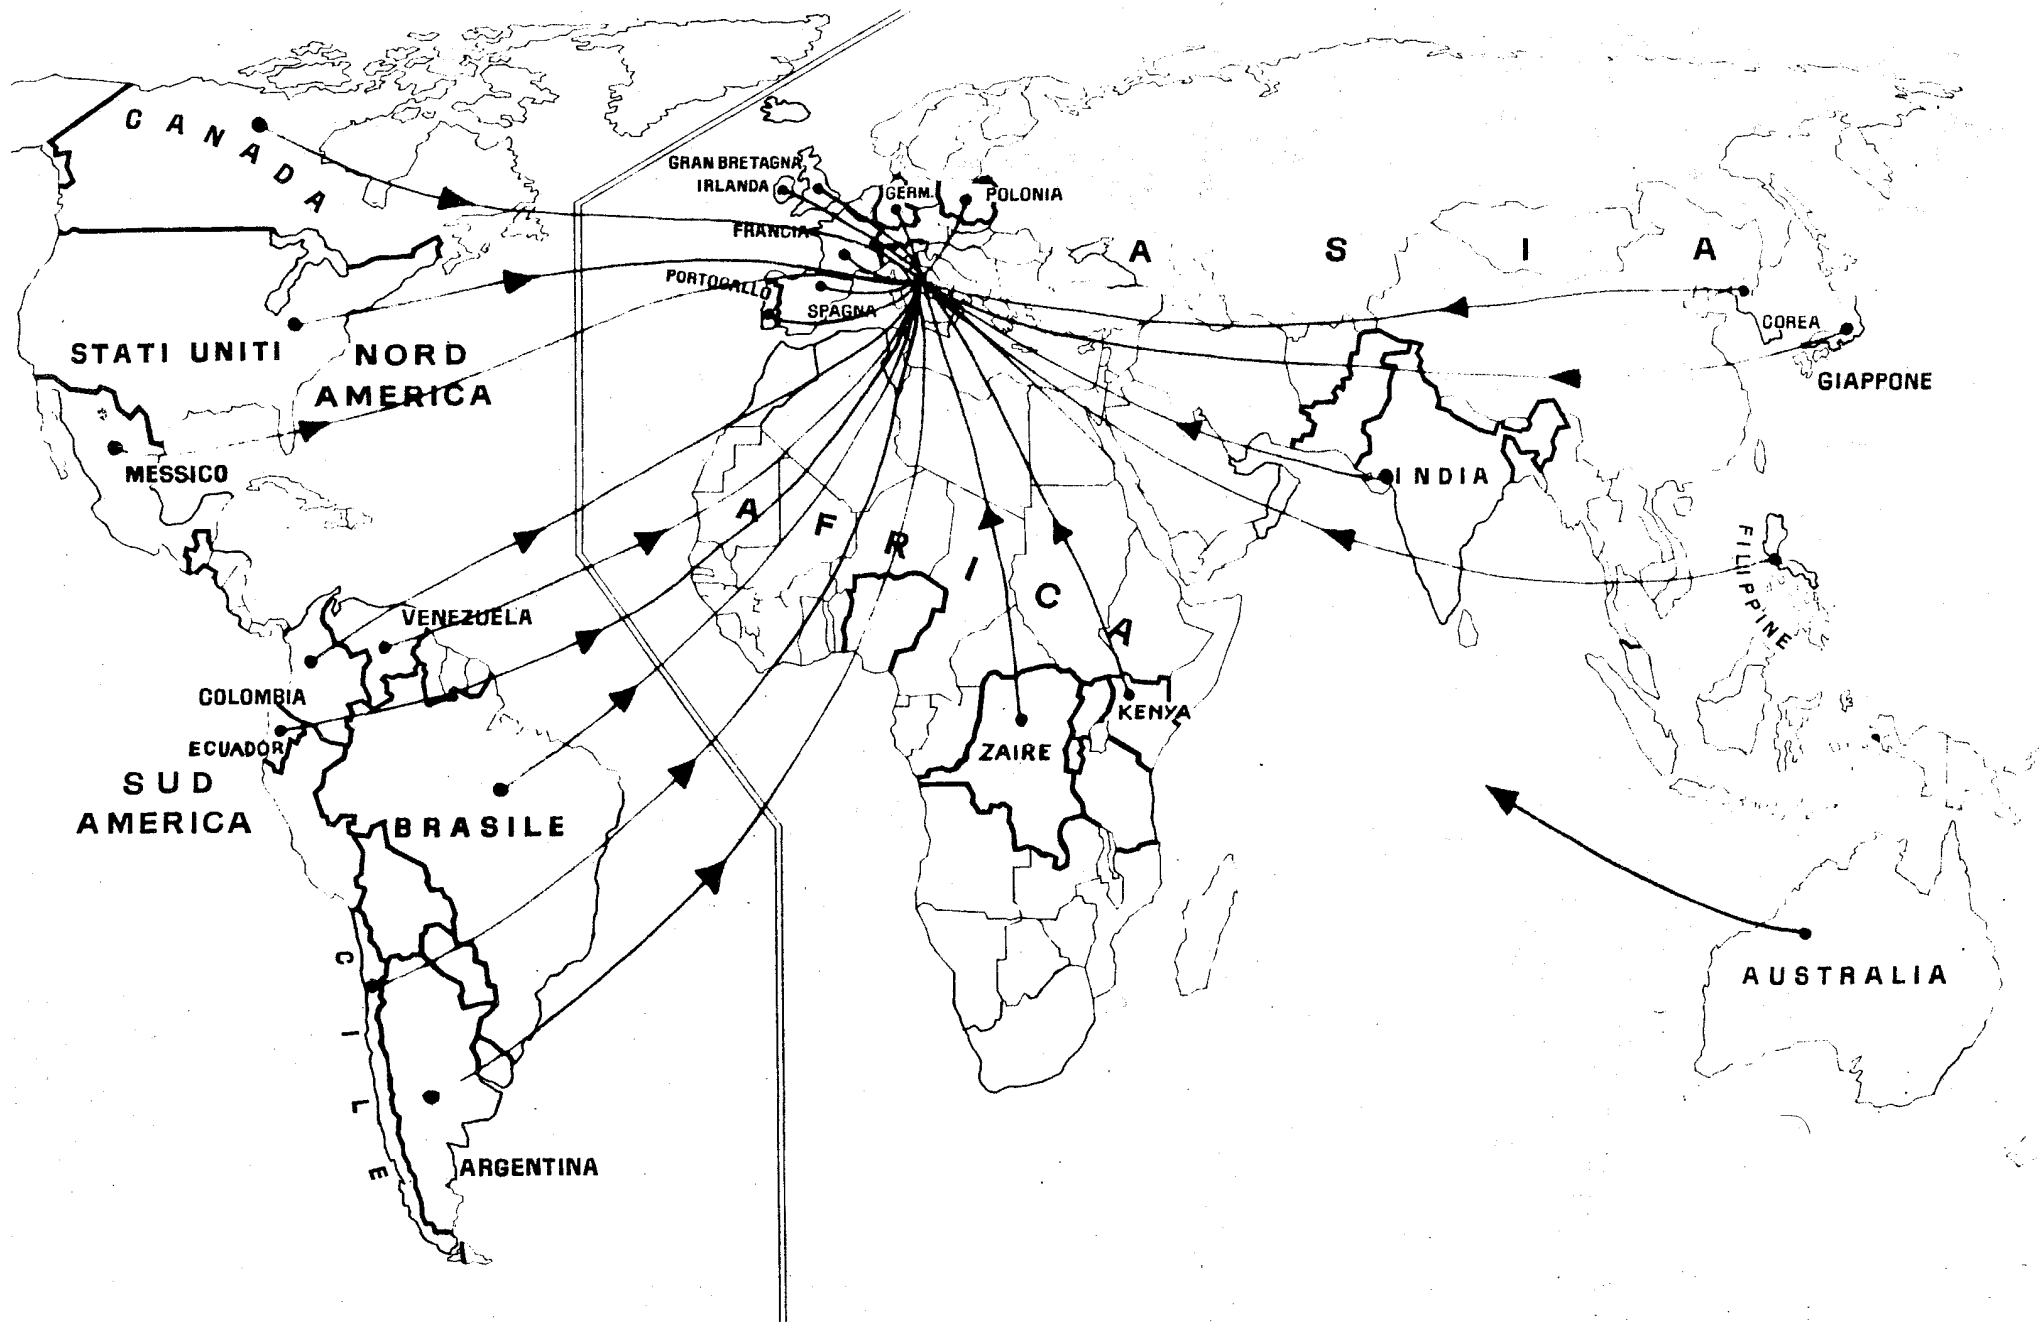 CANADA
GRAN BRETAGNA
IRLANDA
GERM.
POLONIA
FRANCIA
PORTOGALLO
SPAGNA
ASIA
COREA
GIAPPONE
STATI UNITI
NORD
AMERICA
MESSICO
INDIA
FILIPPINE
AFRICA
VENEZUELA
COLOMBIA
ECUADOR
SUD
AMERICA
BRASILE
KENYA
ZAIRE
CILE
AUSTRALIA
ARGENTINA